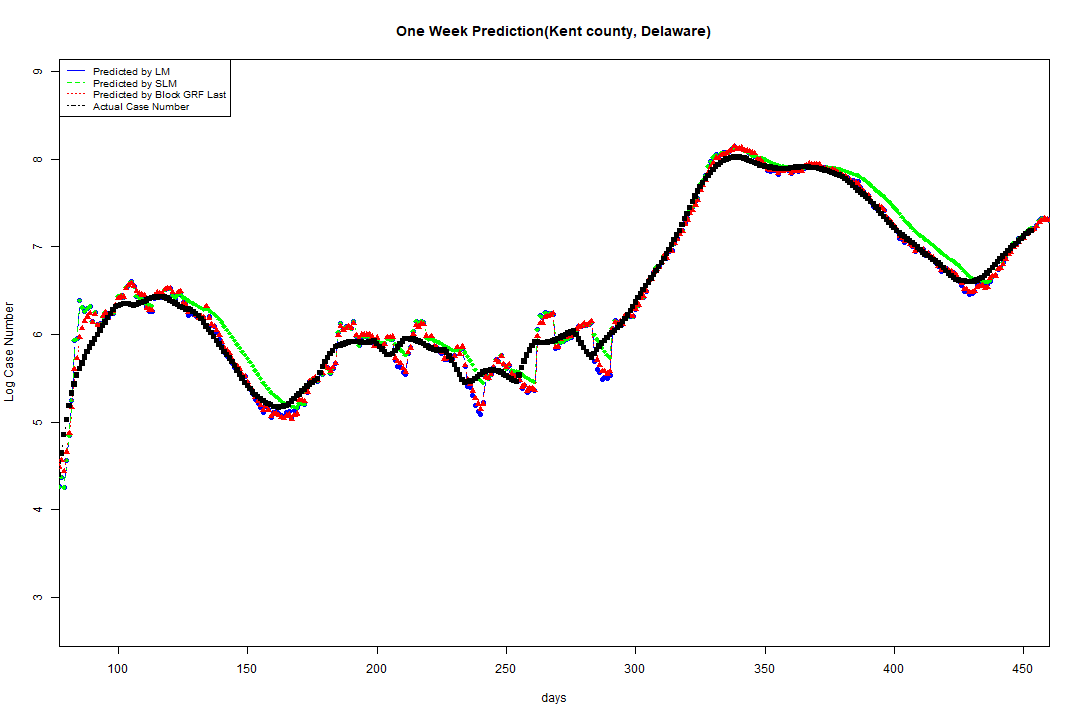 One Week Prediction(Kent county, Delaware)
Predicted by LM
Predicted by SLM
Predicted by Block GRF Last
Actual Case Number
9
8
7
6
5
4
3
Log Case Number
100 150 200 250 300 350 400 450
days